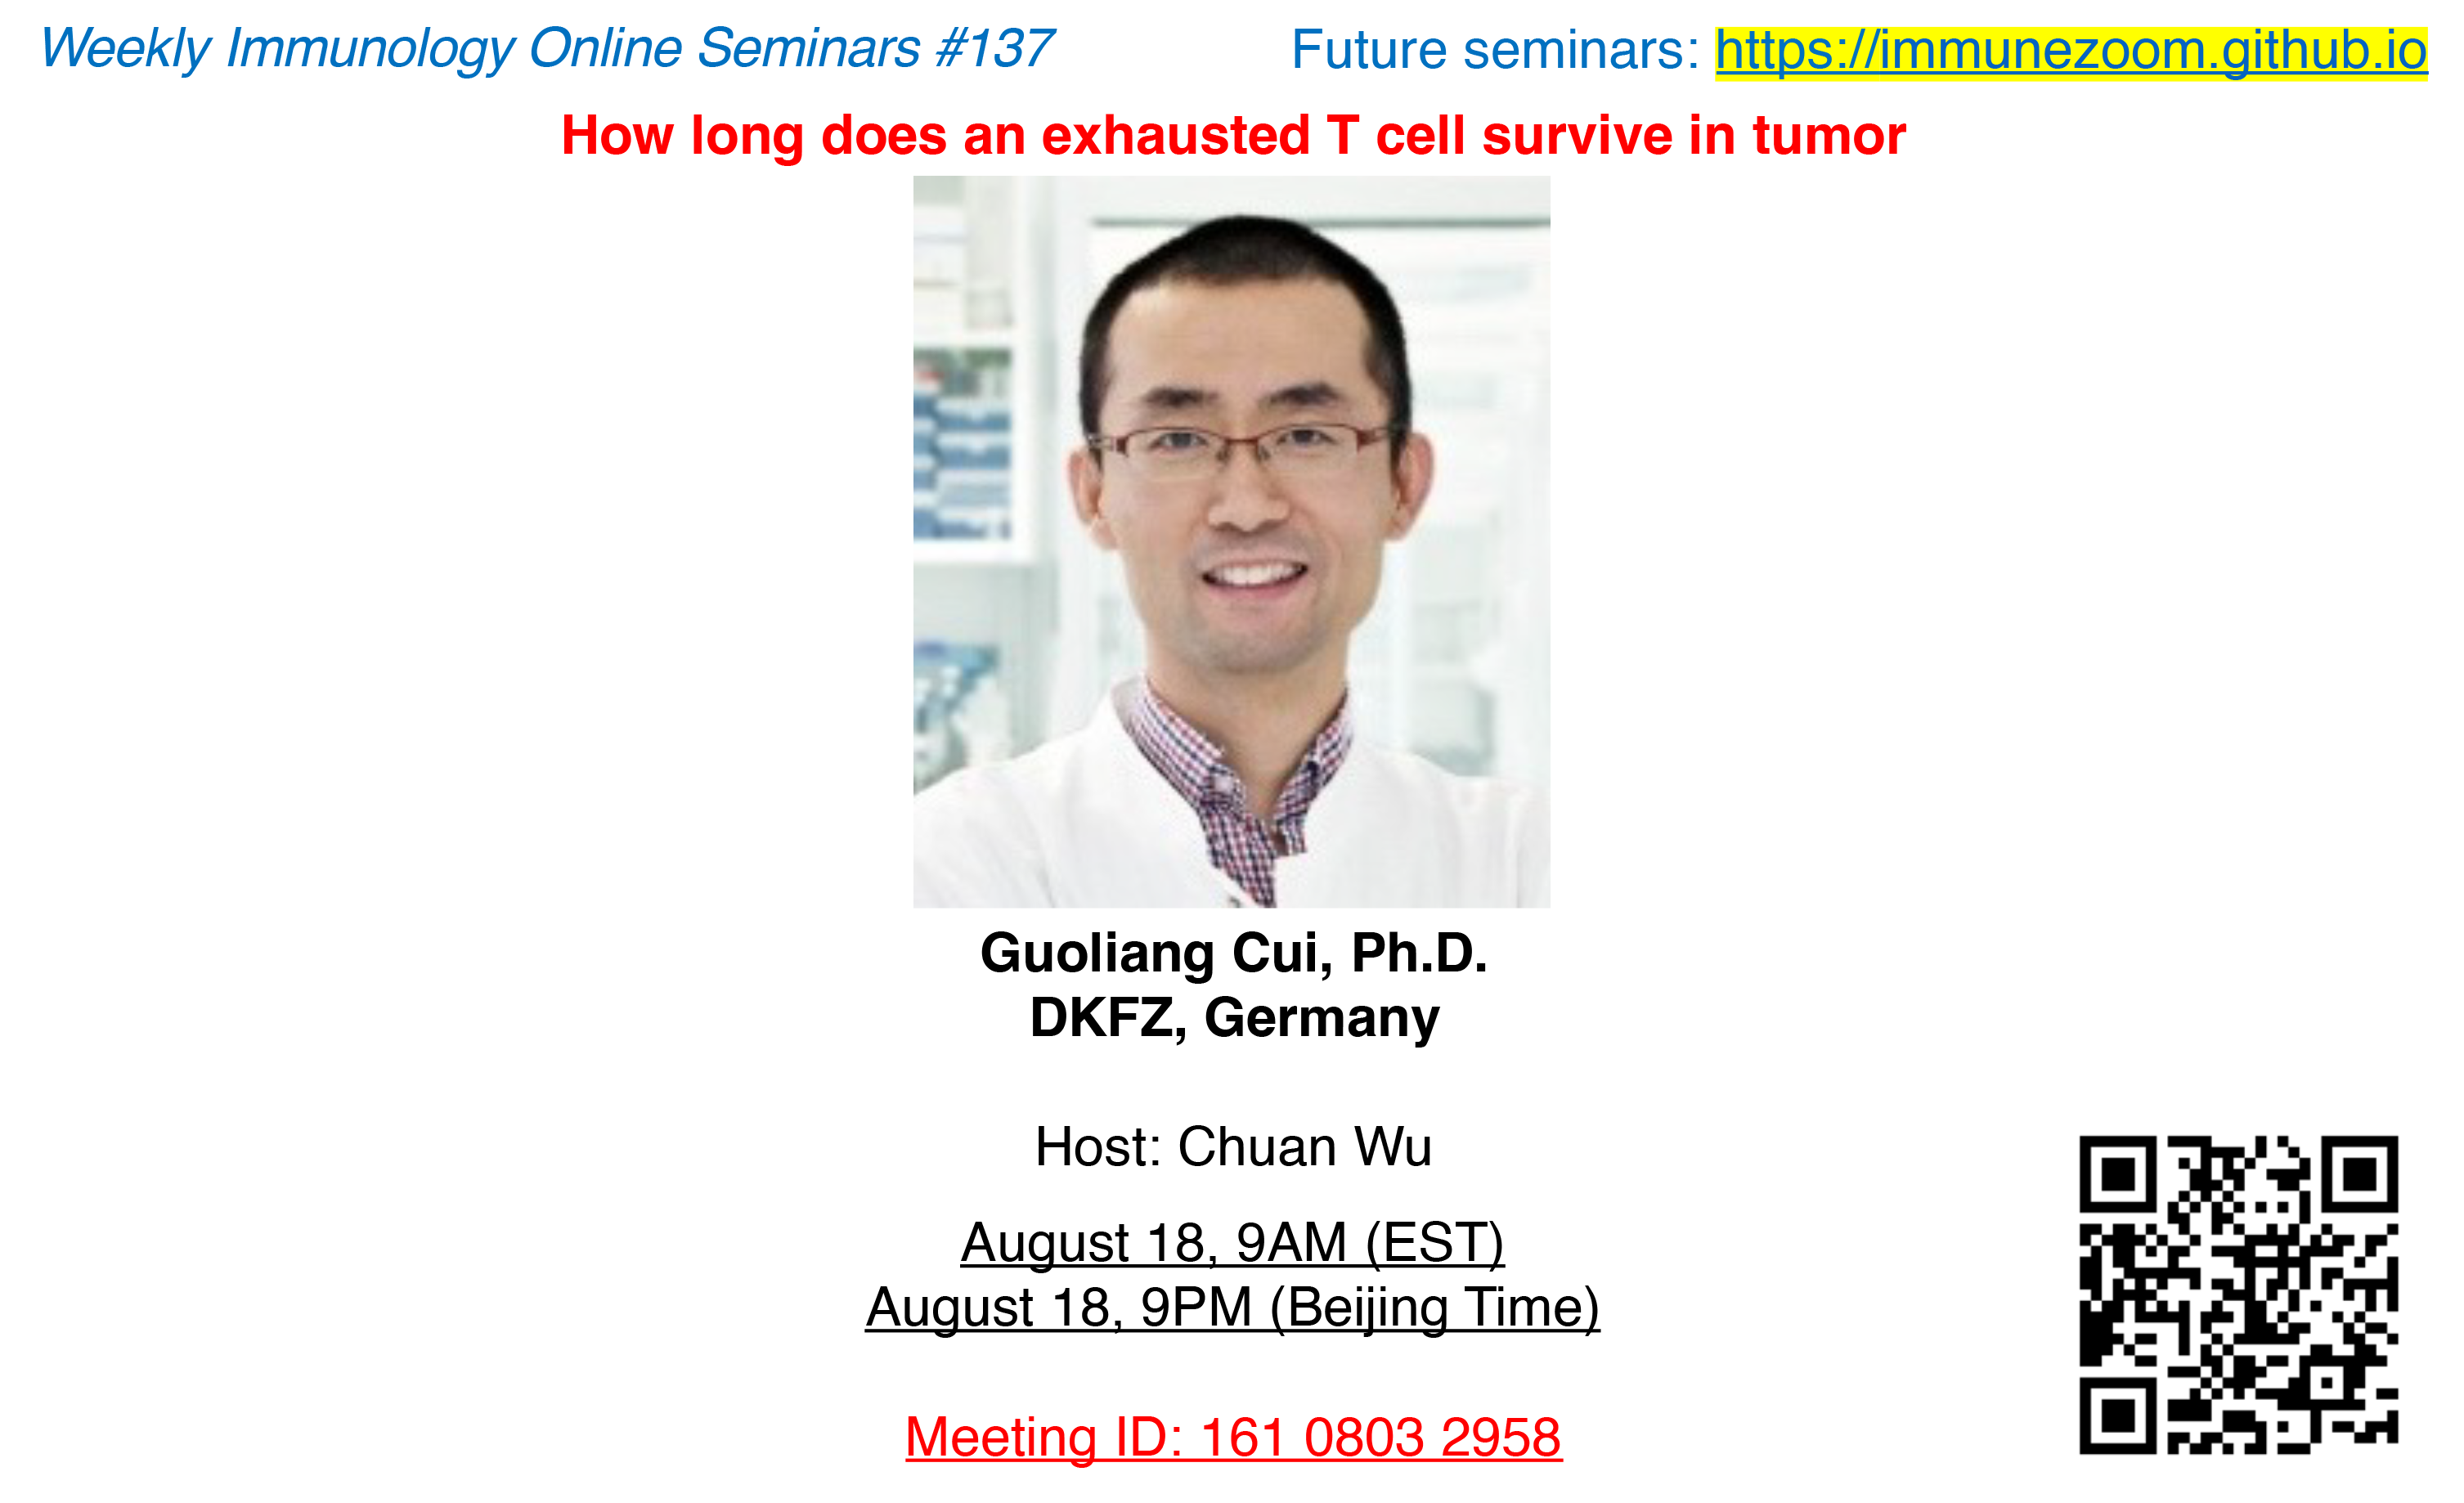 Weekly Immunology Online Seminars #137
Future seminars: https://immunezoom.github.io
How long does an exhausted T cell survive in tumor
Guoliang Cui, Ph.D.
DKFZ, Germany
Host: Chuan Wu
August 18, 9AM (EST)
August 18, 9PM (Beijing Time)
Meeting ID: 161 0803 2958